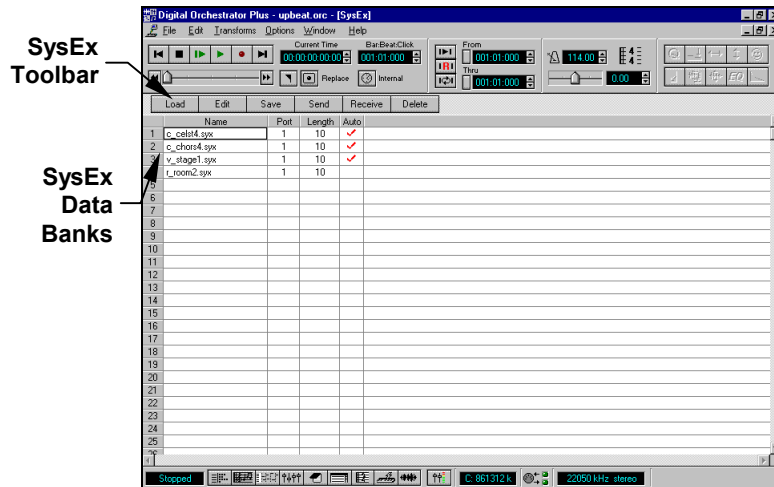 Digital Orchestrator Plus - upbeat.orc - [SysEx]
File Edit Transforms Options Window Help
SysEx
Toolbar
Current Time
Bar:Beat:Click
From
00:00:00:00:00
001:01:000
001:01:000
114.00
4
4
Thru
001:01:000
Replace
Internal
0.00
EQ
Load Edit Save Send Receive Delete
Name Port Length Auto
1 c_celst4.syx 1 10
2 c_chors4.syx 1 10
3 v_stage1.syx 1 10
r_room2.syx 1 10
SysEx
Data
Banks
5
6
7
8
9
10
11
12
13
14
15
16
17
18
19
20
21
22
23
24
25
26
Stopped
C: 861312 k
22050 kHz stereo